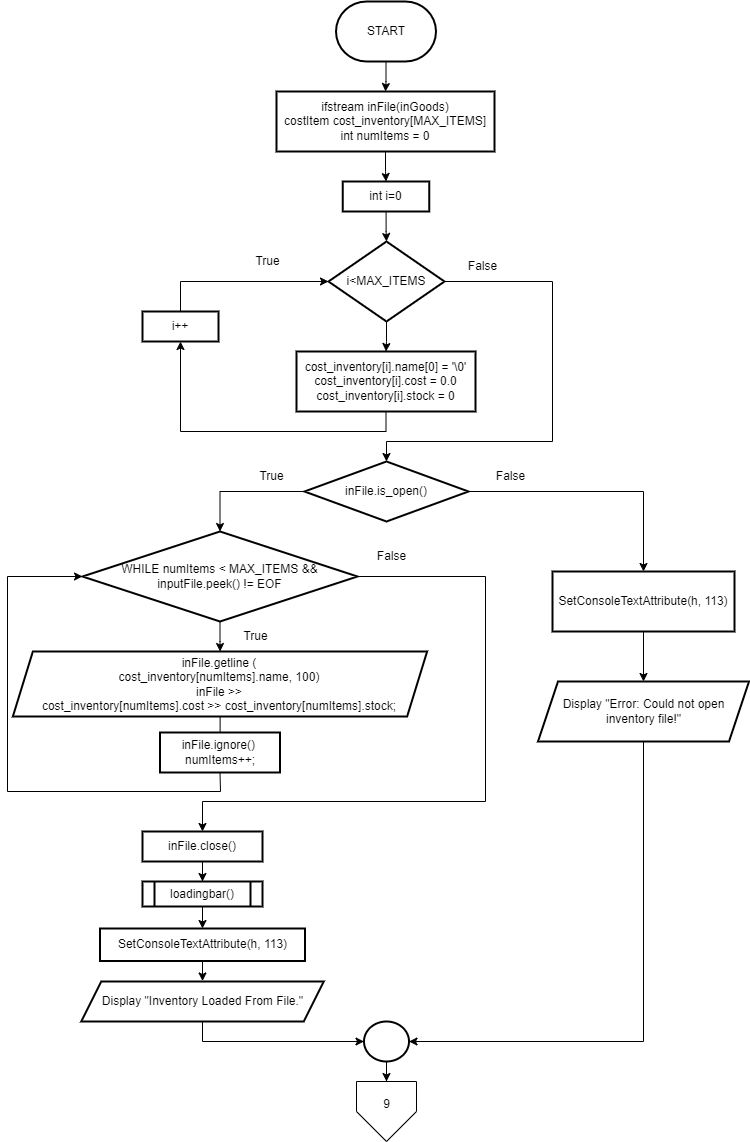 START
ifstream inFile(inGoods)
costItem cost_inventory[MAX_ITEMS]
int numItems = 0
int i=0
True
False
i<MAX_ITEMS
i++
cost_inventory[i].name[0] = '\0'
cost_inventory[i].cost = 0.0
cost_inventory[i].stock = 0
True
False
inFile.is_open()
WHILE numItems < MAX_ITEMS &&
inputFile.peek() != EOF
False
True
SetConsoleTextAttribute(h, 113)
inFile.getline (
cost_inventory[numItems].name, 100)
inFile >>
cost_inventory[numItems].cost >> cost_inventory[numItems].stock;
Display "Error: Could not open
inventory file!"
inFile.ignore()
numItems++;
inFile.close()
loadingbar()
SetConsoleTextAttribute(h, 113)
Display "Inventory Loaded From File."
9